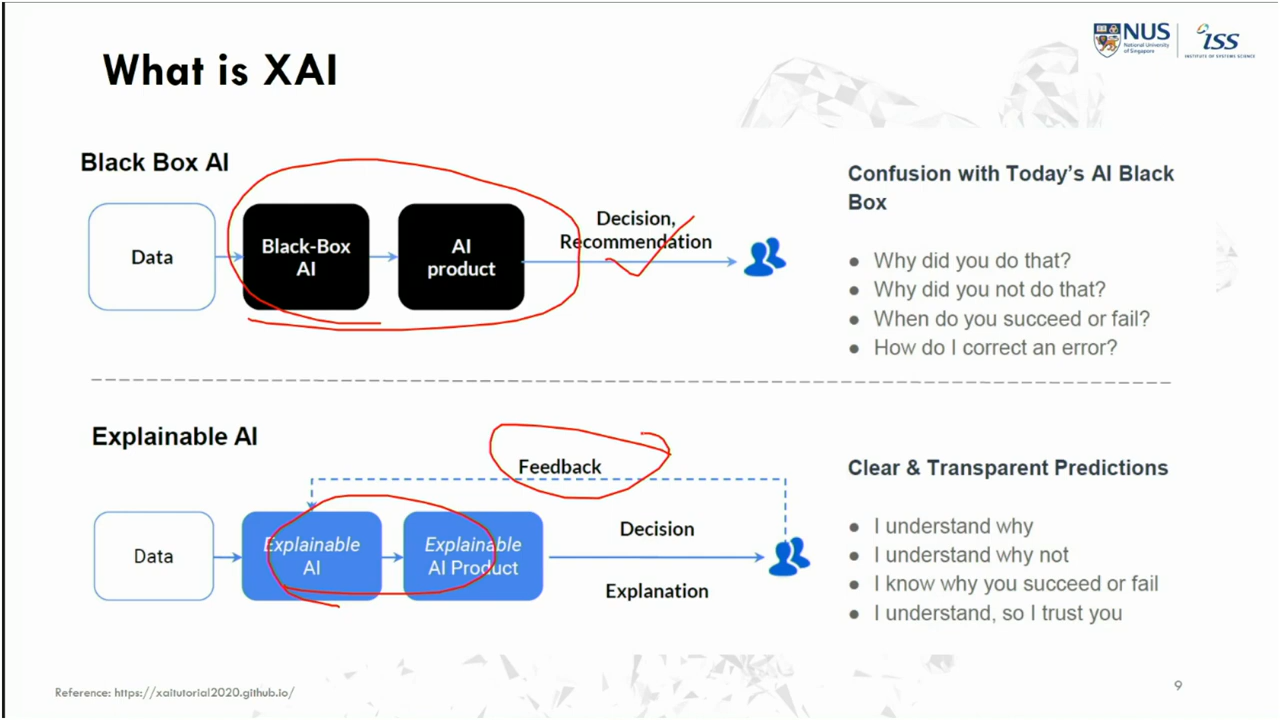 What is XAI
NUS
National University
of Singapore
iss
INSTITUTE OF SYSTEMS SCIENCE
Black Box AI
Data
Black-Box
AI
AI
product
Decision,
Recommendation
Confusion with Today's AI Black
Box
● Why did you do that?
● Why did you not do that?
● When do you succeed or fail?
● How do I correct an error?
Explainable AI
Feedback
Data
Explainable
AI
Explainable
AI Product
Decision
Explanation
Clear & Transparent Predictions
● I understand why
● I understand why not
● I know why you succeed or fail
● I understand, so I trust you
Reference: https://xaitutorial2020.github.io/
9